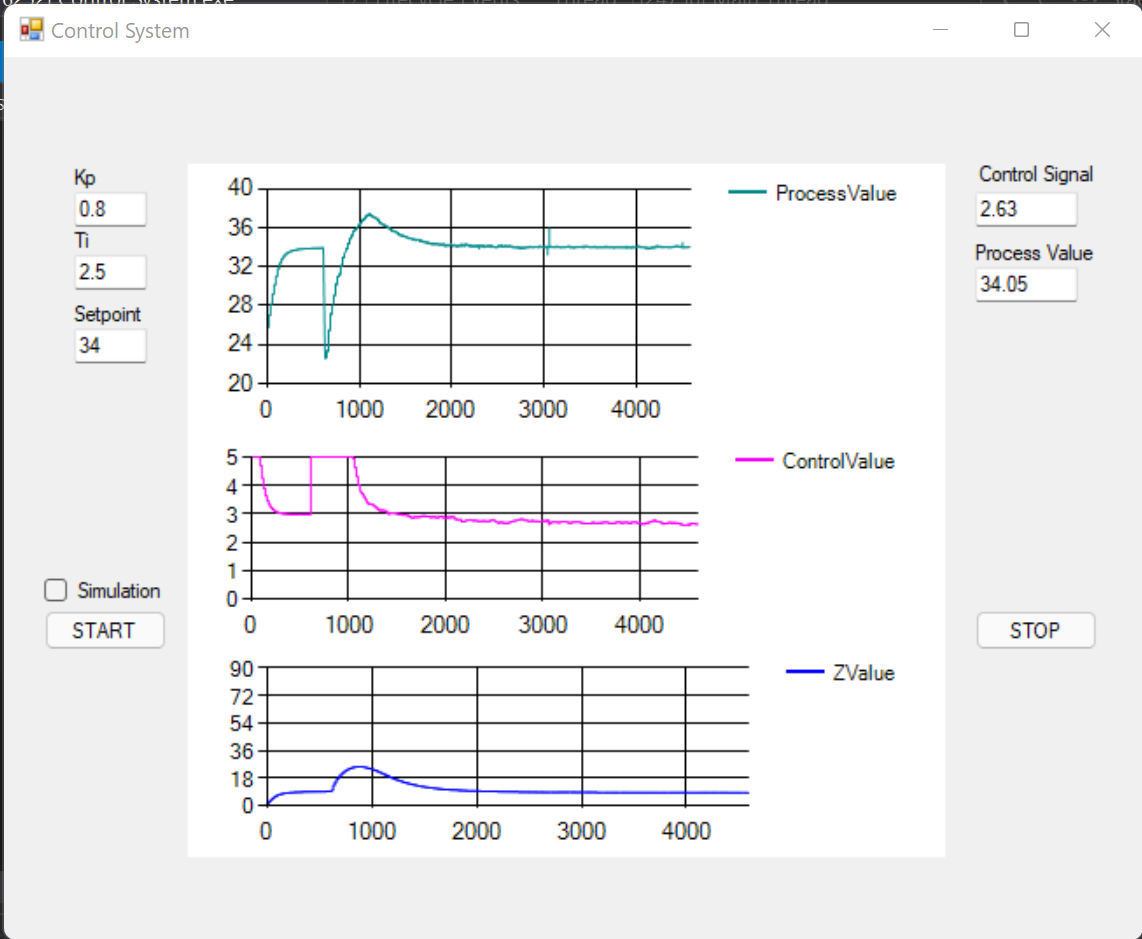 Control System
Kp
0.8
Ti
2.5
Setpoint
34
Simulation
START
40
36
32
28
24
20
0 1000 2000 3000 4000
ProcessValue
5
4
3
2
1
0
0 1000 2000 3000 4000
ControlValue
90
72
54
36
18
0
0 1000 2000 3000 4000
ZValue
Control Signal
2.63
Process Value
34.05
STOP